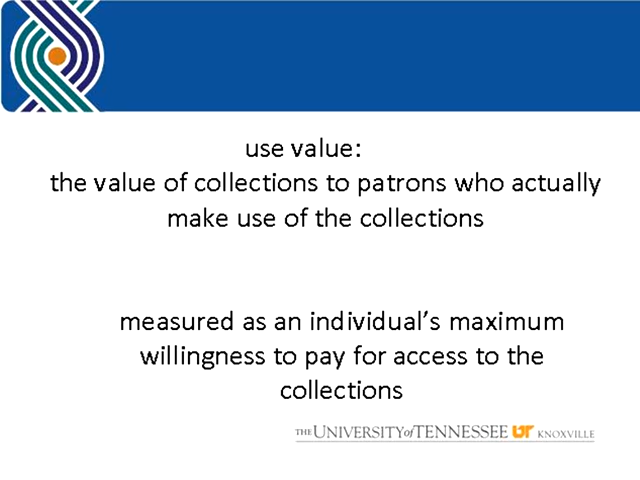 use value:
the value of collections to patrons who actually
make use of the collections
measured as an individual’s maximum
willingness to pay for access to the
collections
THE UNIVERSITY of TENNESSEE UT KNOXVILLE